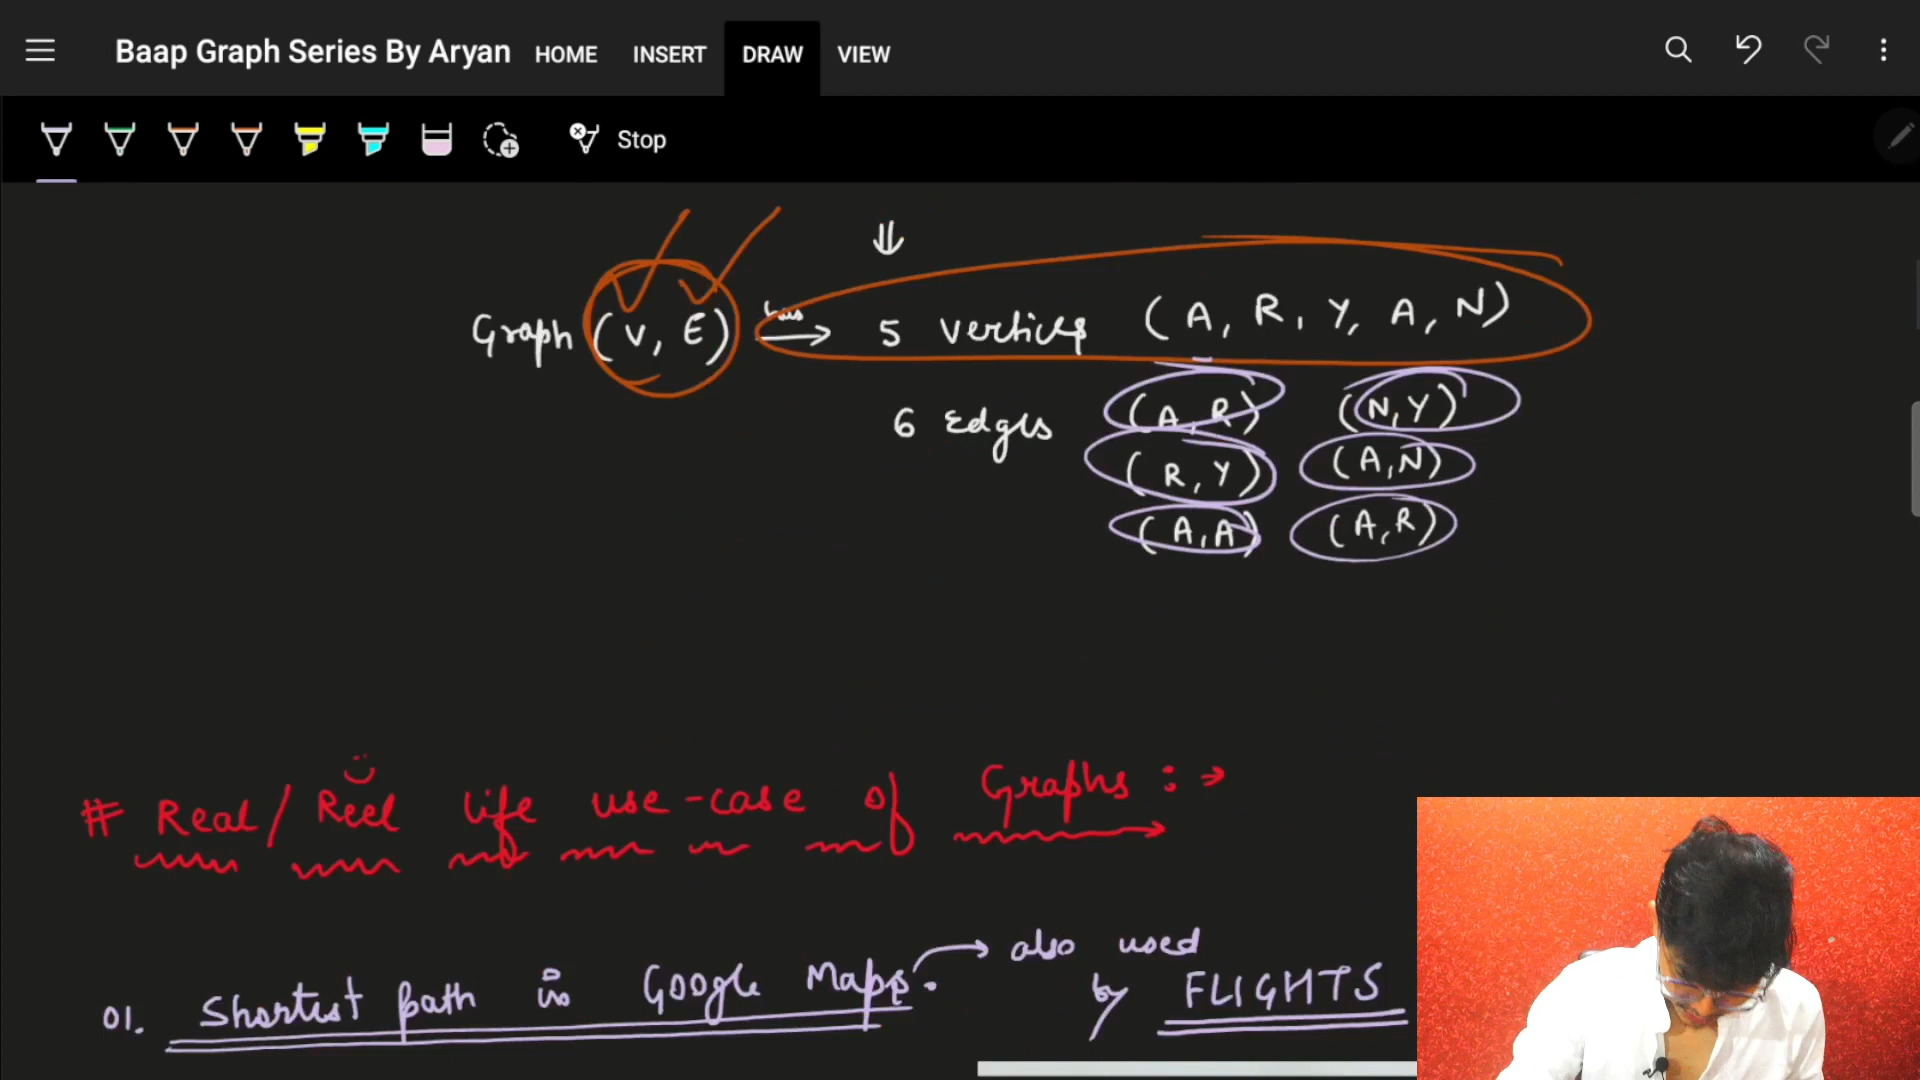 Baap Graph Series By Aryan HOME INSERT DRAW VIEW
Stop
Graph (V, E) has → 5 Vertices (A, R, Y, A, N)
6 Edges (A, R) (N, Y)
(R, Y) (A, N)
(A, A) (A, R)
# Real/ Reel life use-case of Graphs : →
01. Shortest path in Google Maps. → also used
by FLIGHTS